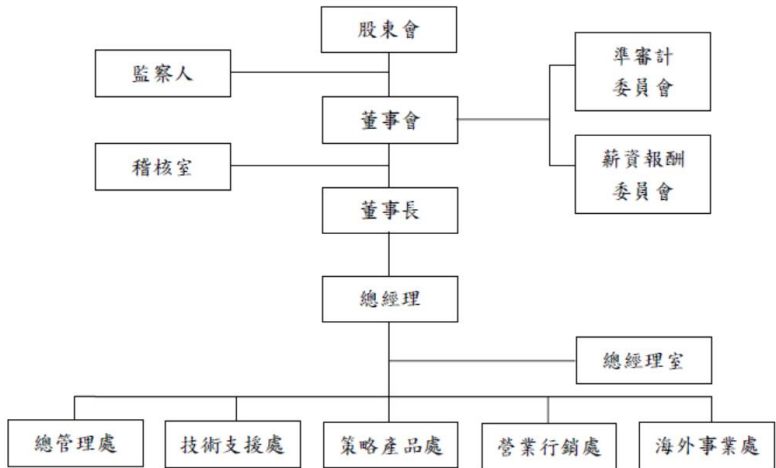 股東會
監察人
準審計
委員會
董事會
稽核室
薪資報酬
委員會
董事長
總經理
總經理室
總管理處
技術支援處
策略產品處
營業行銷處
海外事業處